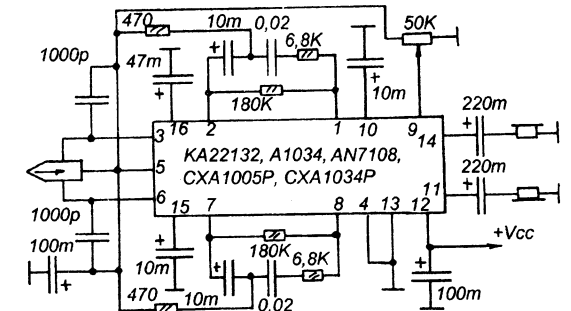 470 10m 0,02 50K
1000p 47m 6,8K
180K 10m 220m
16 2 1 10 9 14
3
KA22132, A1034, AN7108,
5
CXA1005P, CXA1034P
220m
6 15 7 8 4 13 12 11
1000p
100m 10m 180K 6,8K +Vcc
470 10m 0,02 100m